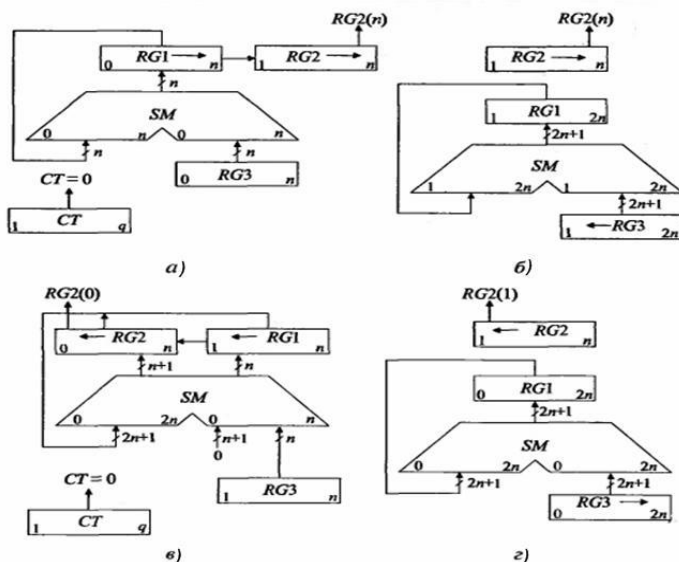 RG2(n)
0 RG1 n
1 RG2 n
n
SM
0 n 0 n
n
n
0 RG3 n
CT = 0
1 CT q
а)
RG2(n)
1 RG2 n
1 RG1 2n
2n+1
SM
1 2n 1 2n
2n+1
1 RG3 2n
б)
RG2(0)
0 RG2 n
1 RG1 n
n+1
n
SM
0 2n 0 n
2n+1
n+1
0
n
1 RG3 n
CT = 0
1 CT q
в)
RG2(1)
1 RG2 n
0 RG1 2n
2n+1
SM
0 2n 0 2n
2n+1
2n+1
0 RG3 2n
г)